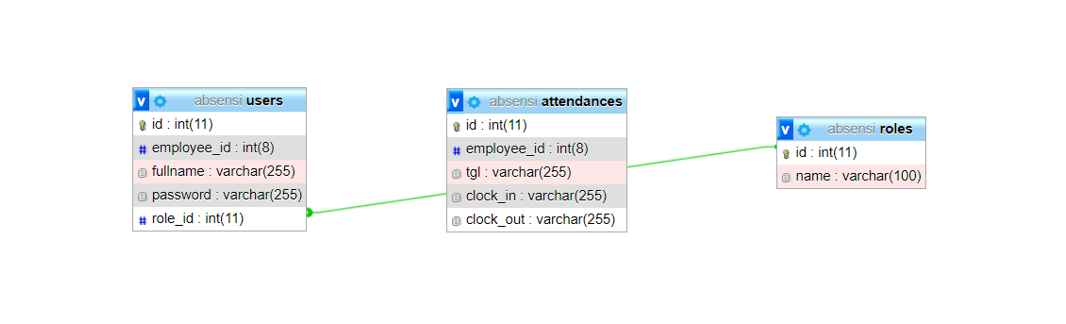 absensi users
id : int(11)
employee_id : int(8)
fullname : varchar(255)
password : varchar(255)
role_id : int(11)
absensi attendances
id : int(11)
employee_id : int(8)
tgl : varchar(255)
clock_in : varchar(255)
clock_out : varchar(255)
absensi roles
id : int(11)
name : varchar(100)